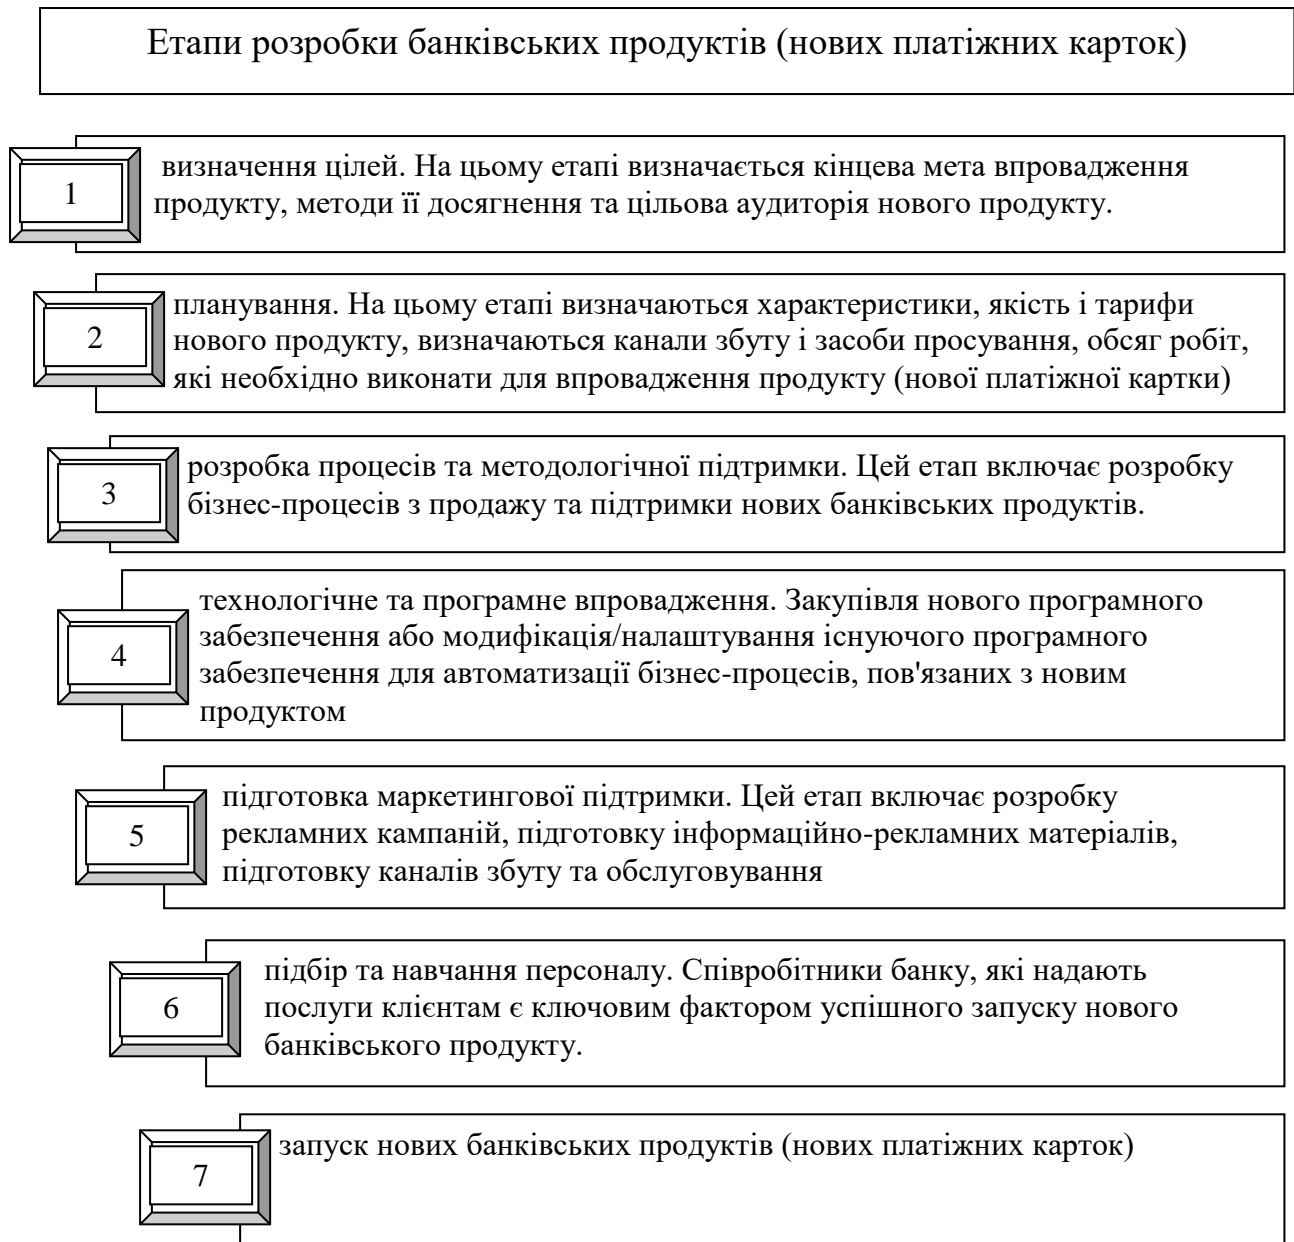 Етапи розробки банківських продуктів (нових платіжних карток)
1
визначення цілей. На цьому етапі визначається кінцева мета впровадження
продукту, методи її досягнення та цільова аудиторія нового продукту.
2
планування. На цьому етапі визначаються характеристики, якість і тарифи
нового продукту, визначаються канали збуту і засоби просування, обсяг робіт,
які необхідно виконати для впровадження продукту (нової платіжної картки)
3
розробка процесів та методологічної підтримки. Цей етап включає розробку
бізнес-процесів з продажу та підтримки нових банківських продуктів.
4
технологічне та програмне впровадження. Закупівля нового програмного
забезпечення або модифікація/налаштування існуючого програмного
забезпечення для автоматизації бізнес-процесів, пов'язаних з новим
продуктом
5
підготовка маркетингової підтримки. Цей етап включає розробку
рекламних кампаній, підготовку інформаційно-рекламних матеріалів,
підготовку каналів збуту та обслуговування
6
підбір та навчання персоналу. Співробітники банку, які надають
послуги клієнтам є ключовим фактором успішного запуску нового
банківського продукту.
7
запуск нових банківських продуктів (нових платіжних карток)